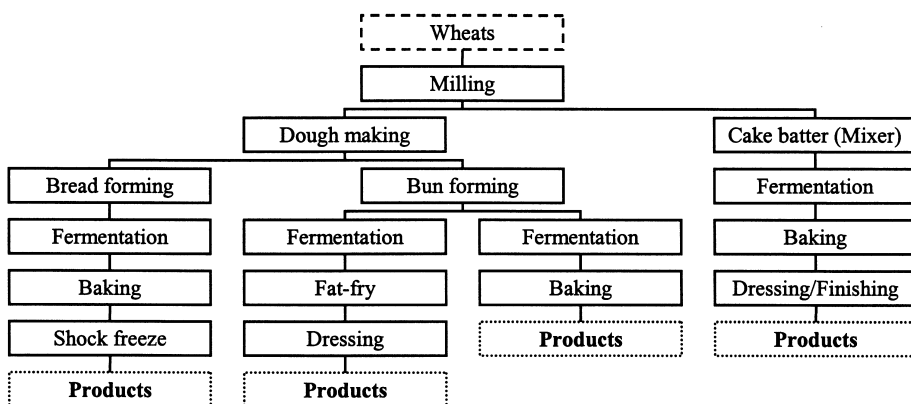 Wheats
Milling
Dough making
Cake batter (Mixer)
Bread forming
Bun forming
Fermentation
Fermentation
Fermentation
Fermentation
Baking
Baking
Fat-fry
Baking
Dressing/Finishing
Shock freeze
Dressing
Products
Products
Products
Products